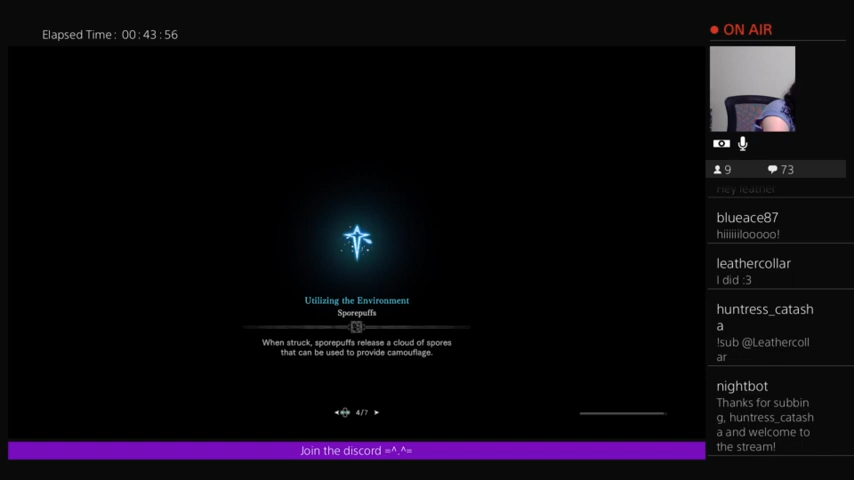 Elapsed Time: 00:43:56
ON AIR
9
73
Hey leather
blueace87
hiiiiiilooooo!
leathercollar
I did :3
huntress_catash
a
!sub @Leathercoll
ar
nightbot
Thanks for subbin
g, huntress_catash
a and welcome to
the stream!
Utilizing the Environment
Sporepuffs
When struck, sporepuffs release a cloud of spores
that can be used to provide camouflage.
4/7
Join the discord =^.^=